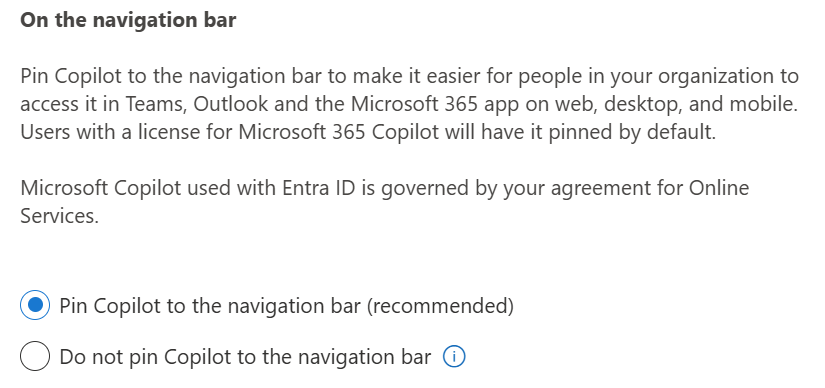 On the navigation bar
Pin Copilot to the navigation bar to make it easier for people in your organization to
access it in Teams, Outlook and the Microsoft 365 app on web, desktop, and mobile.
Users with a license for Microsoft 365 Copilot will have it pinned by default.
Microsoft Copilot used with Entra ID is governed by your agreement for Online
Services.
Pin Copilot to the navigation bar (recommended)
Do not pin Copilot to the navigation bar